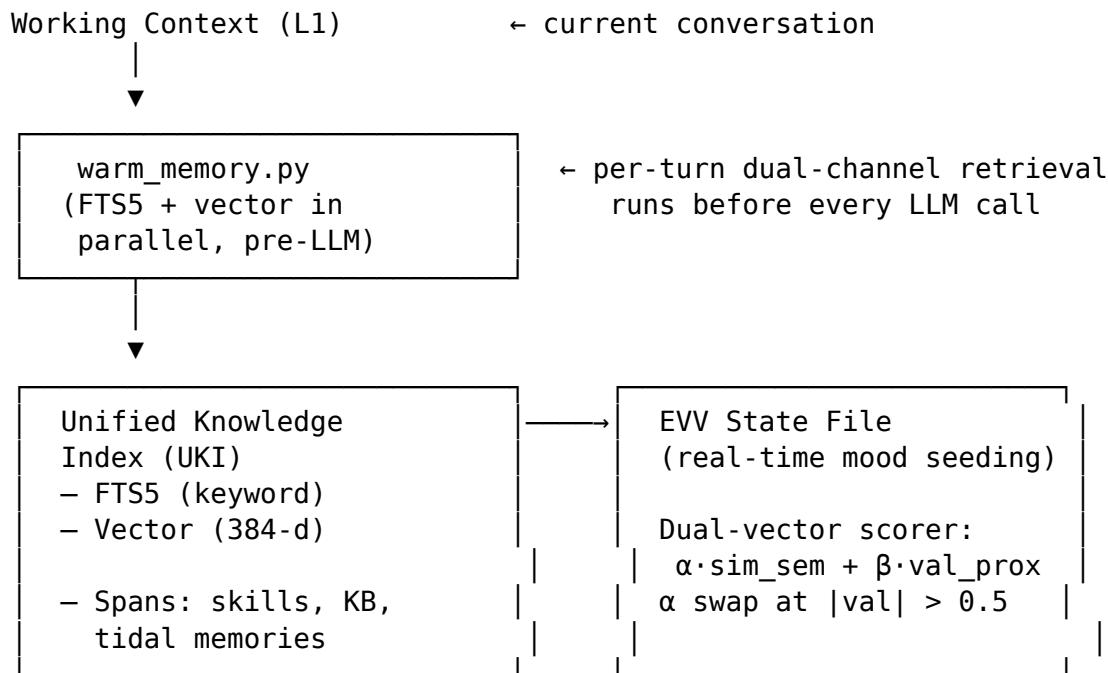 Working Context (L1) ← current conversation
warm_memory.py ← per-turn dual-channel retrieval
(FTS5 + vector in runs before every LLM call
parallel, pre-LLM)
Unified Knowledge
Index (UKI)
— FTS5 (keyword)
— Vector (384-d)
— Spans: skills, KB,
tidal memories
EVV State File
(real-time mood seeding)
Dual-vector scorer:
α·sim_sem + β·val_prox
α swap at |val| > 0.5